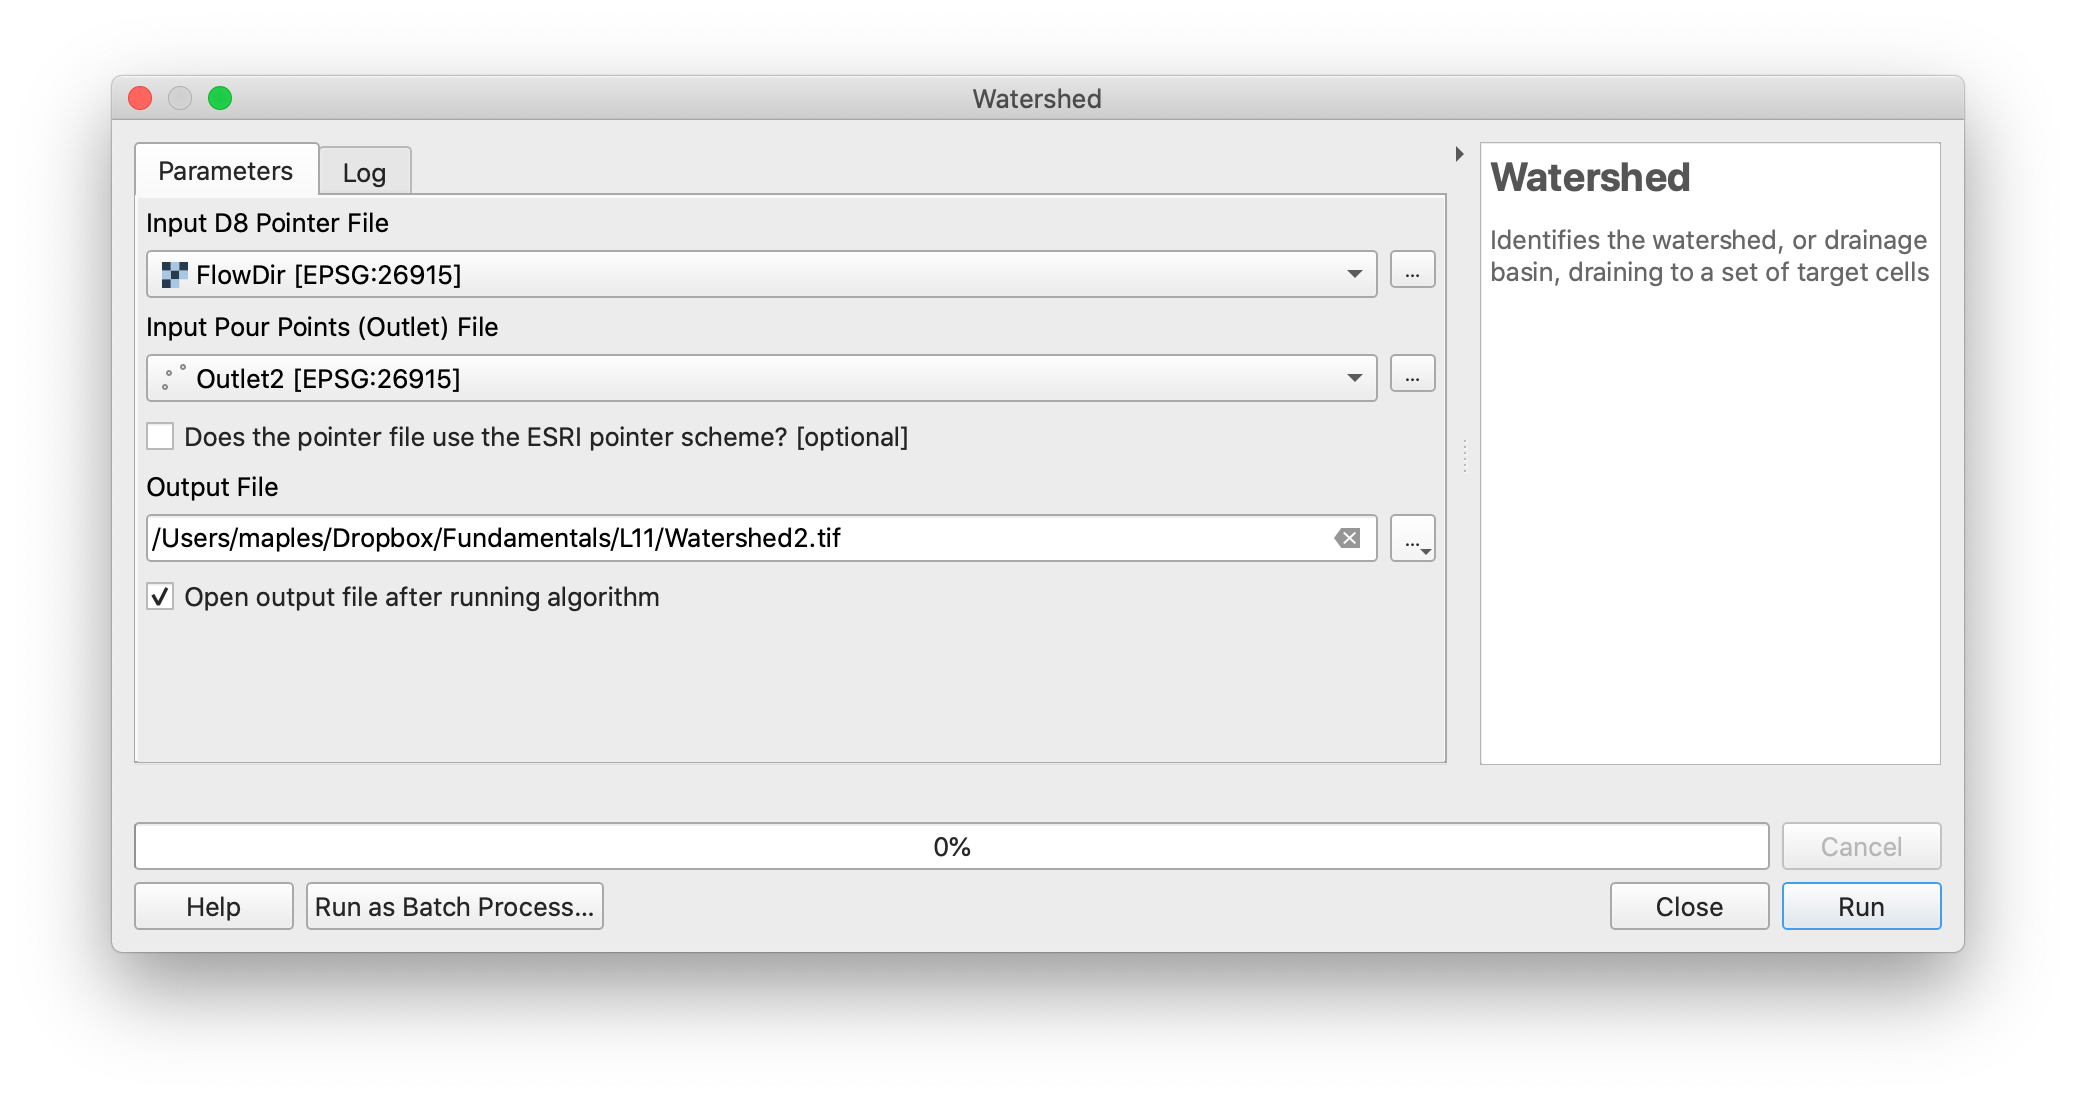 Watershed
Parameters
Log
Input D8 Pointer File
FlowDir [EPSG:26915]
...
Input Pour Points (Outlet) File
Outlet2 [EPSG:26915]
...
Does the pointer file use the ESRI pointer scheme? [optional]
Output File
/Users/maples/Dropbox/Fundamentals/L11/Watershed2.tif
...
Open output file after running algorithm
Watershed
Identifies the watershed, or drainage
basin, draining to a set of target cells
0%
Cancel
Help
Run as Batch Process...
Close
Run